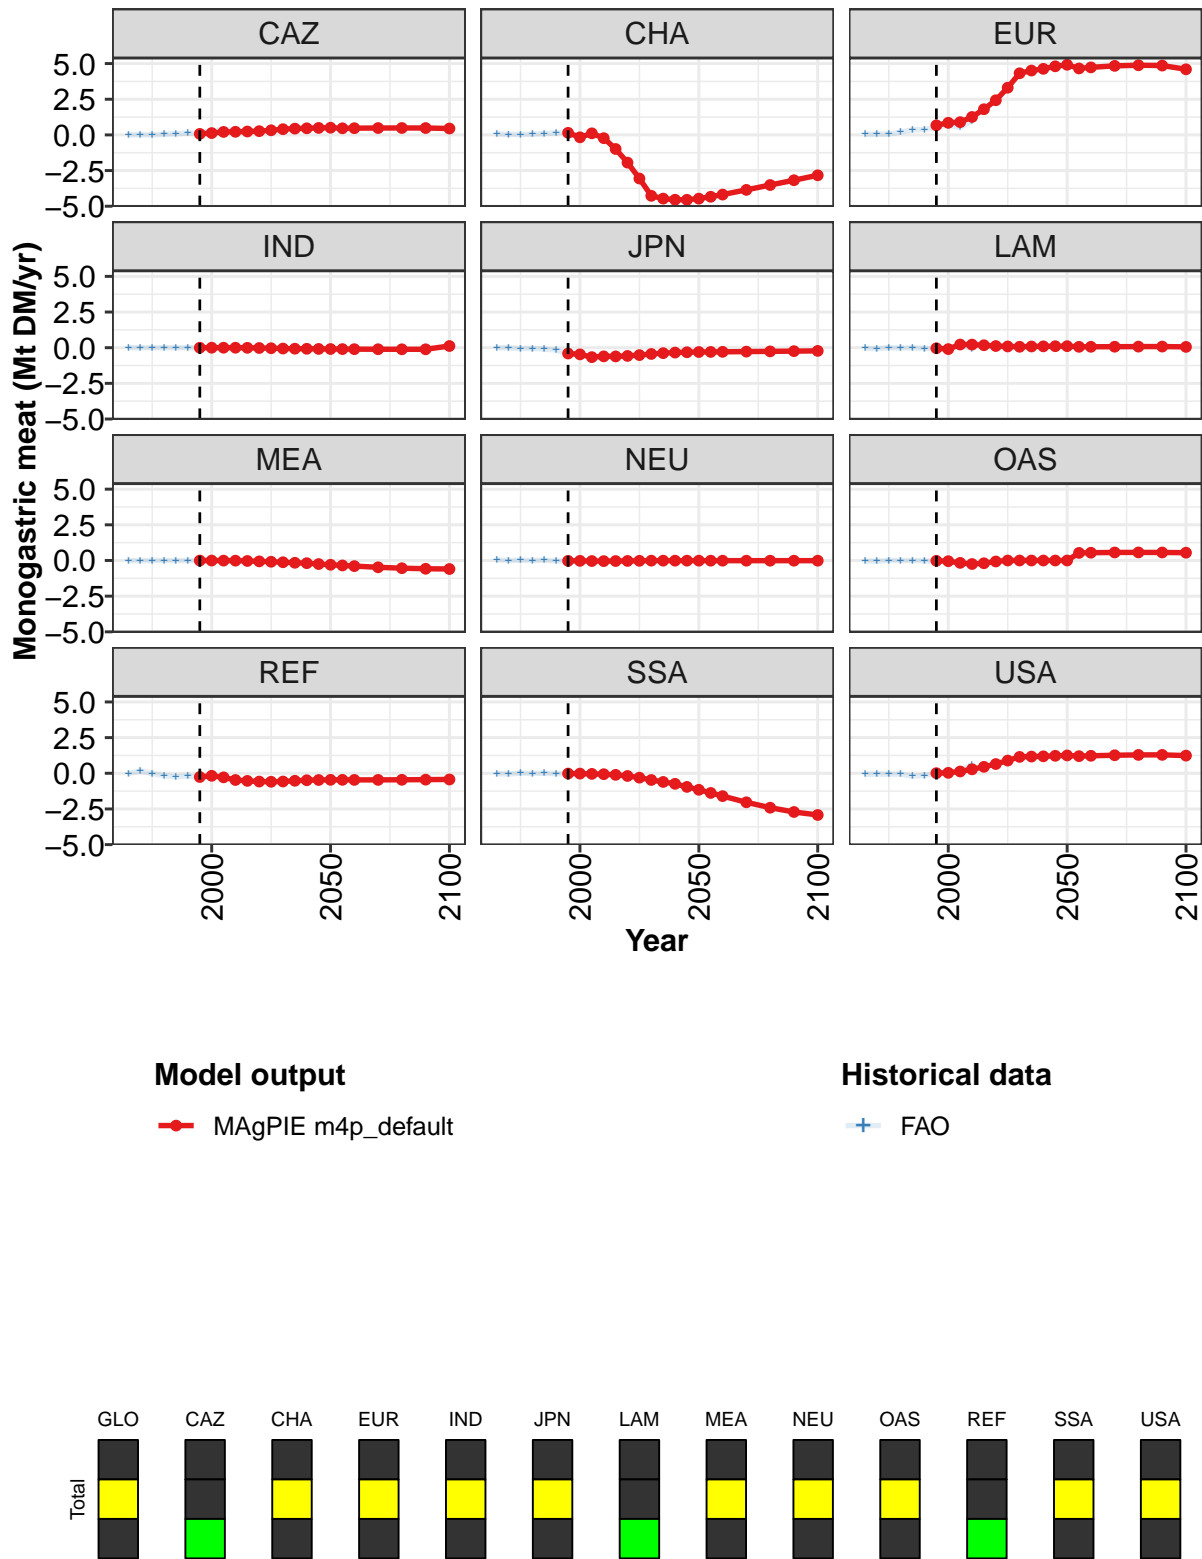 CAZ CHA EUR
5.0
2.5
0.0
−2.5
−5.0
IND JPN LAM
5.0
2.5
0.0
−2.5
−5.0
MEA NEU OAS
5.0
2.5
0.0
−2.5
−5.0
REF SSA USA
5.0
2.5
0.0
−2.5
−5.0
Monogastric meat (Mt DM/yr)
2000 2050 2100 2000 2050 2100 2000 2050 2100
Year
Model output Historical data
MAgPIE m4p_default FAO
GLO CAZ CHA EUR IND JPN LAM MEA NEU OAS REF SSA USA
Total